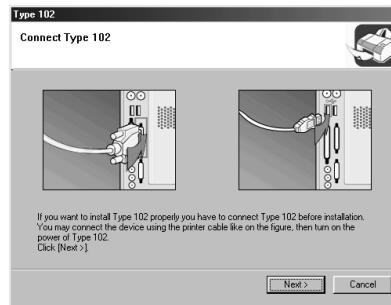 Type 102
Connect Type 102
If you want to install Type 102 properly you have to connect Type 102 before installation.
You may connect the device using the printer cable like on the figure, then turn on the
power of Type 102.
Click [Next >].
Next >
Cancel